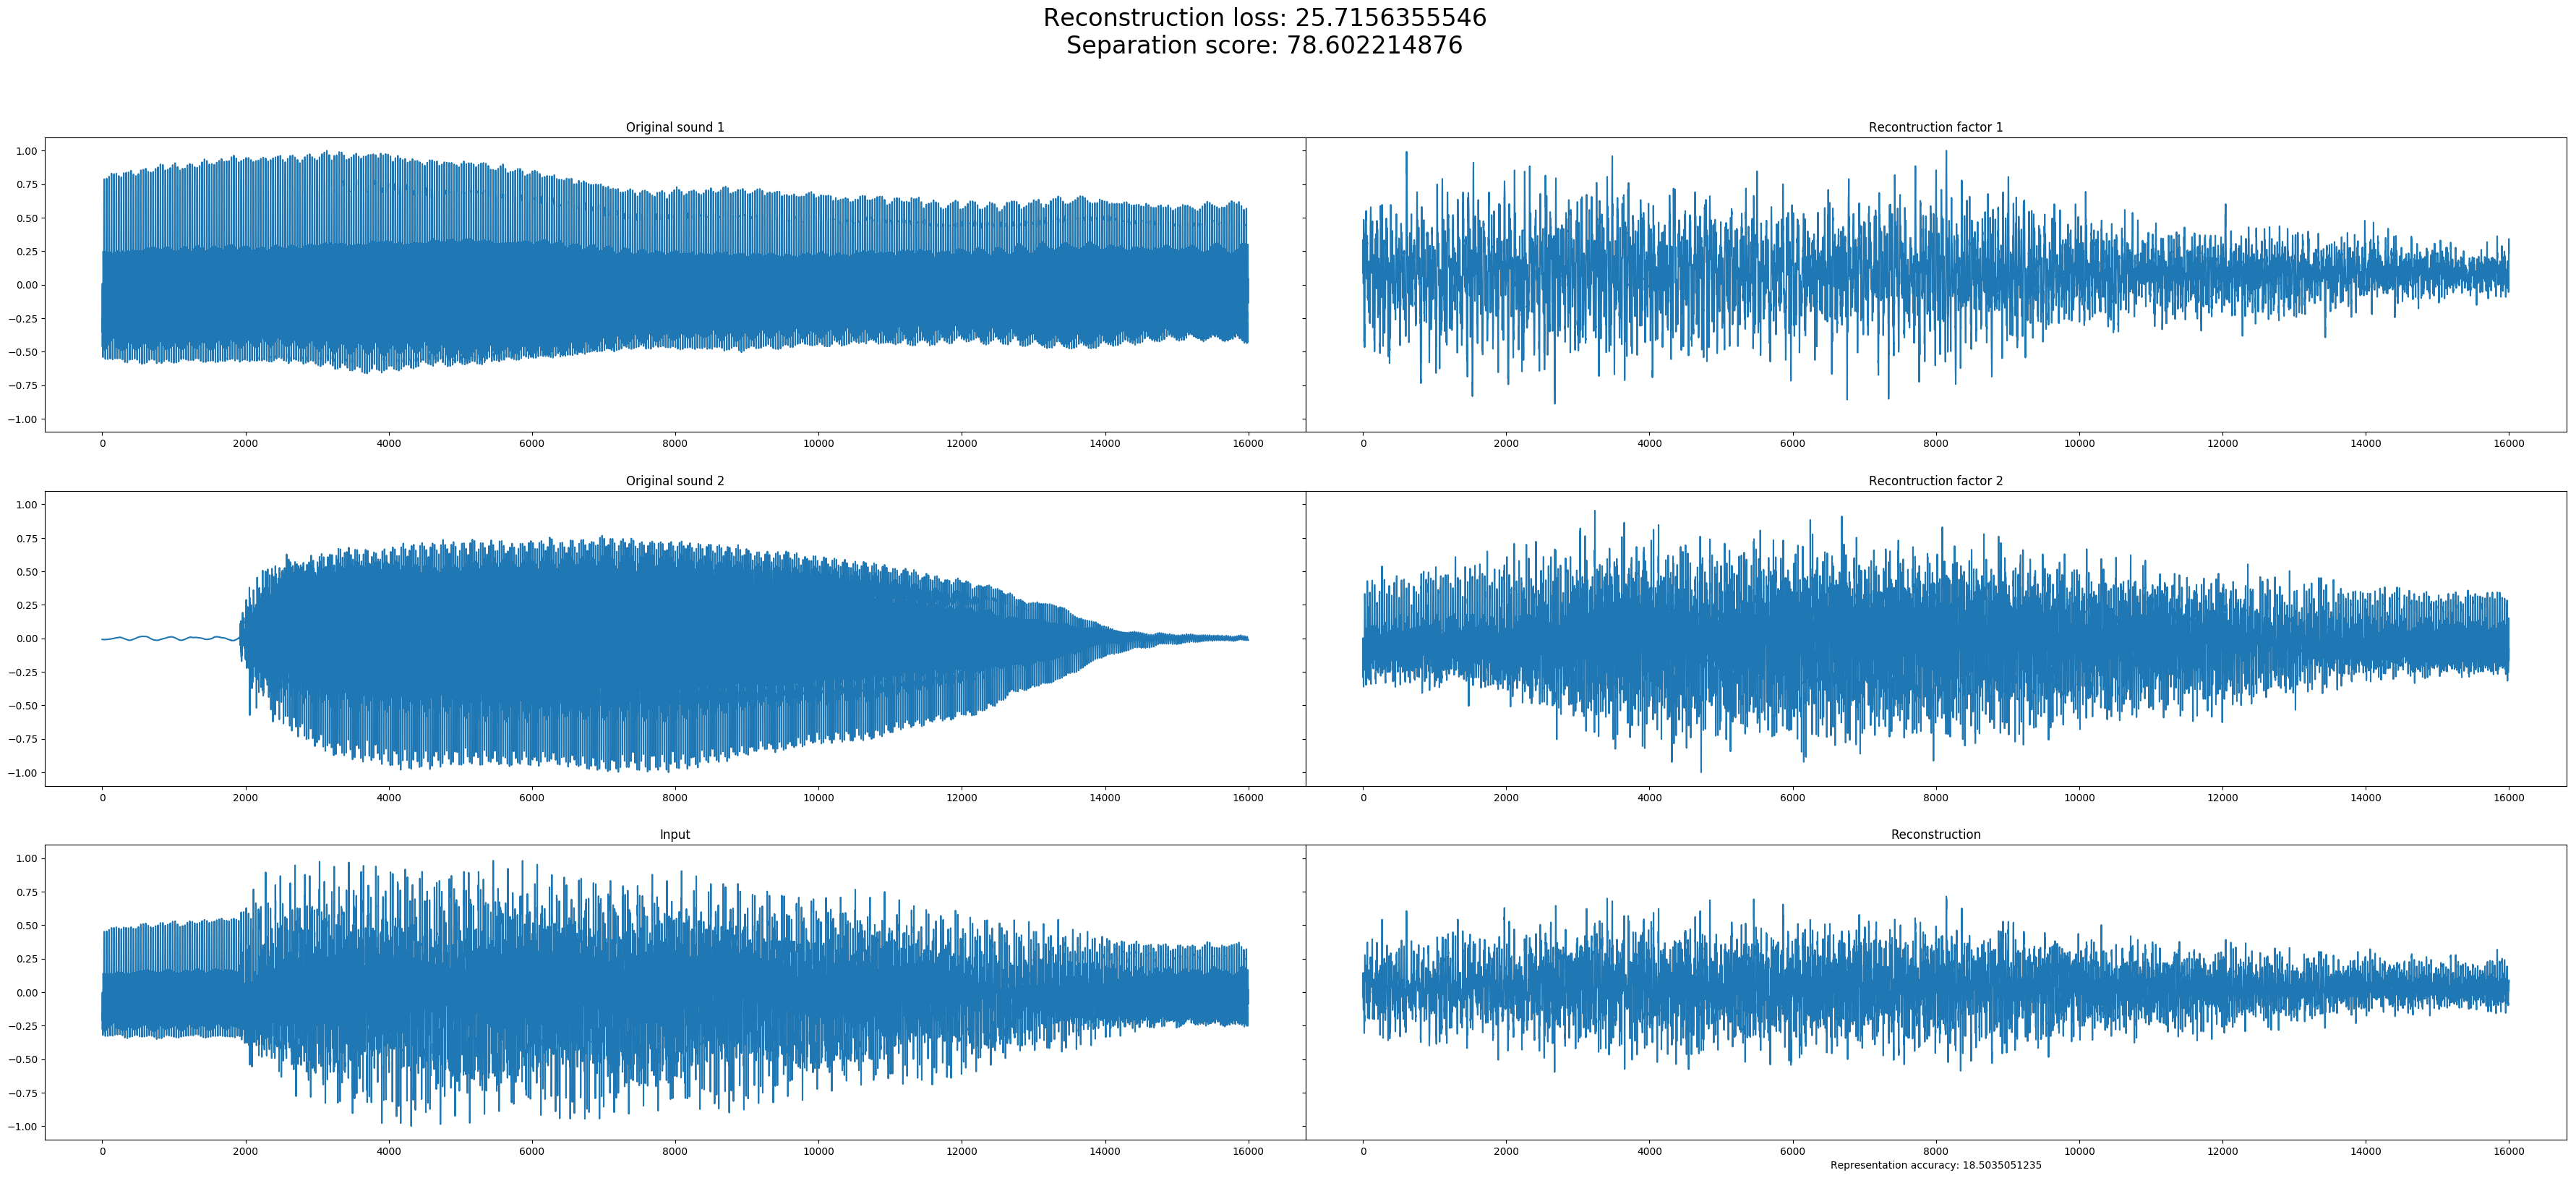 Reconstruction loss: 25.7156355546
Separation score: 78.602214876
Original sound 1
Recontruction factor 1
1.00
0.75
0.50
0.25
0.00
−0.25
−0.50
−0.75
−1.00
0 2000 4000 6000 8000 10000 12000 14000 16000
0 2000 4000 6000 8000 10000 12000 14000 16000
Original sound 2
Recontruction factor 2
1.00
0.75
0.50
0.25
0.00
−0.25
−0.50
−0.75
−1.00
0 2000 4000 6000 8000 10000 12000 14000 16000
0 2000 4000 6000 8000 10000 12000 14000 16000
Input
Reconstruction
1.00
0.75
0.50
0.25
0.00
−0.25
−0.50
−0.75
−1.00
0 2000 4000 6000 8000 10000 12000 14000 16000
0 2000 4000 6000 8000 10000 12000 14000 16000
Representation accuracy: 18.5035051235